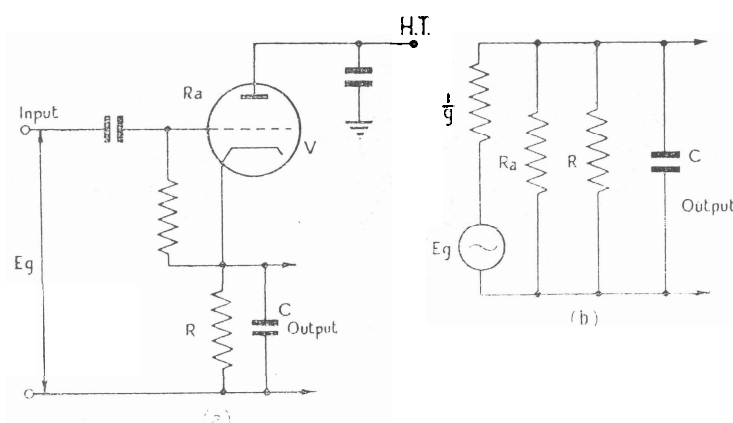 H.T.
Ra
Input
V
Eg
R
C
Output
(a)
1/g
Ra
R
C
Output
Eg
(b)